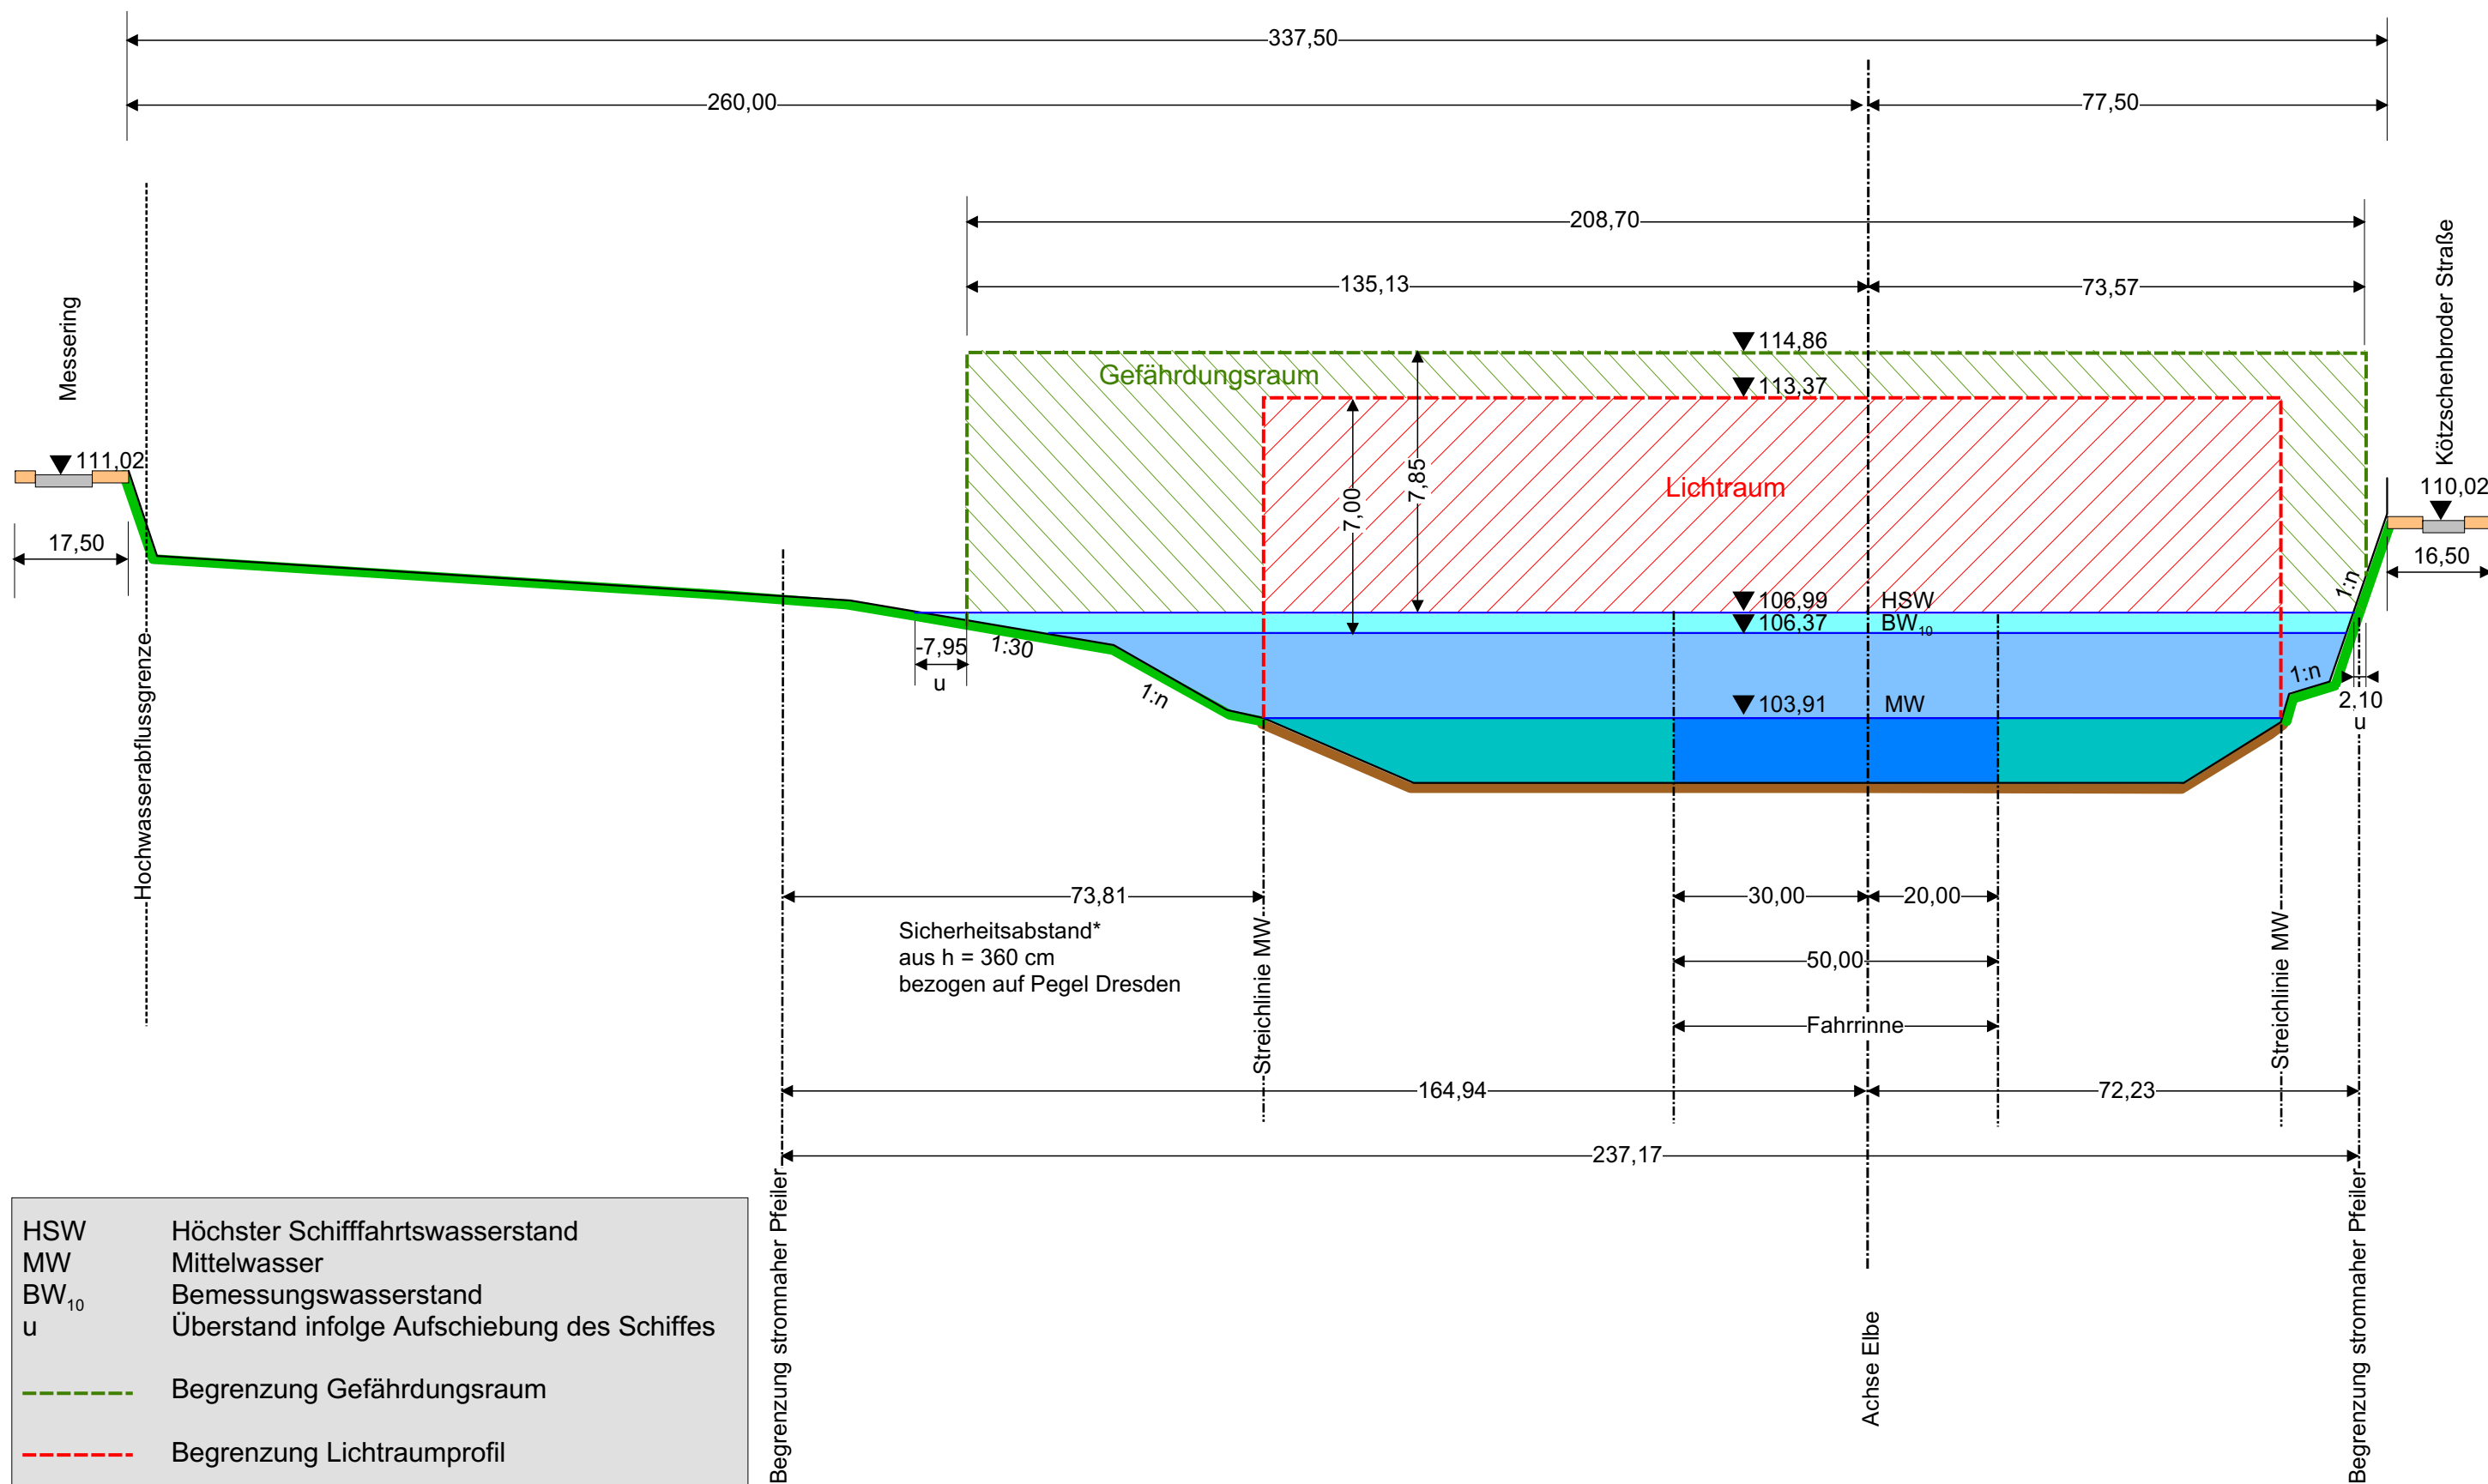 337,50
260,00
77,50
208,70
135,13
73,57
Messering
Kötzschenbroder Straße
114,86
Gefährdungsraum
113,37
111,02
7,85
7,00
Lichtraum
110,02
17,50
16,50
1:n
106,99 HSW
106,37 BW10
-7,95
u
1:30
1:n
1:n
103,91 MW
2,10
u
Hochwasserabflussgrenze
73,81
30,00
20,00
Sicherheitsabstand*
aus h = 360 cm
bezogen auf Pegel Dresden
50,00
Fahrrinne
Streichlinie MW
Streichlinie MW
164,94
72,23
237,17
Begrenzung stromnaher Pfeiler
Achse Elbe
Begrenzung stromnaher Pfeiler
HSW Höchster Schifffahrtswasserstand
MW Mittelwasser
BW10 Bemessungswasserstand
u Überstand infolge Aufschiebung des Schiffes
Begrenzung Gefährdungsraum
Begrenzung Lichtraumprofil